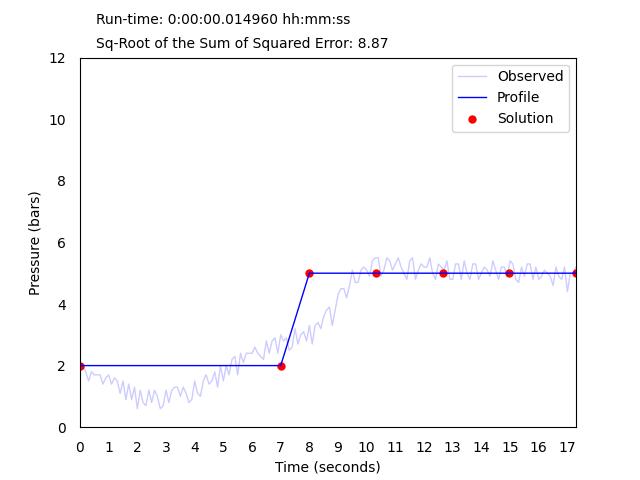 Run-time: 0:00:00.014960 hh:mm:ss
Sq-Root of the Sum of Squared Error: 8.87
12
10
8
6
4
2
0
Pressure (bars)
Observed
Profile
Solution
0 1 2 3 4 5 6 7 8 9 10 11 12 13 14 15 16 17
Time (seconds)